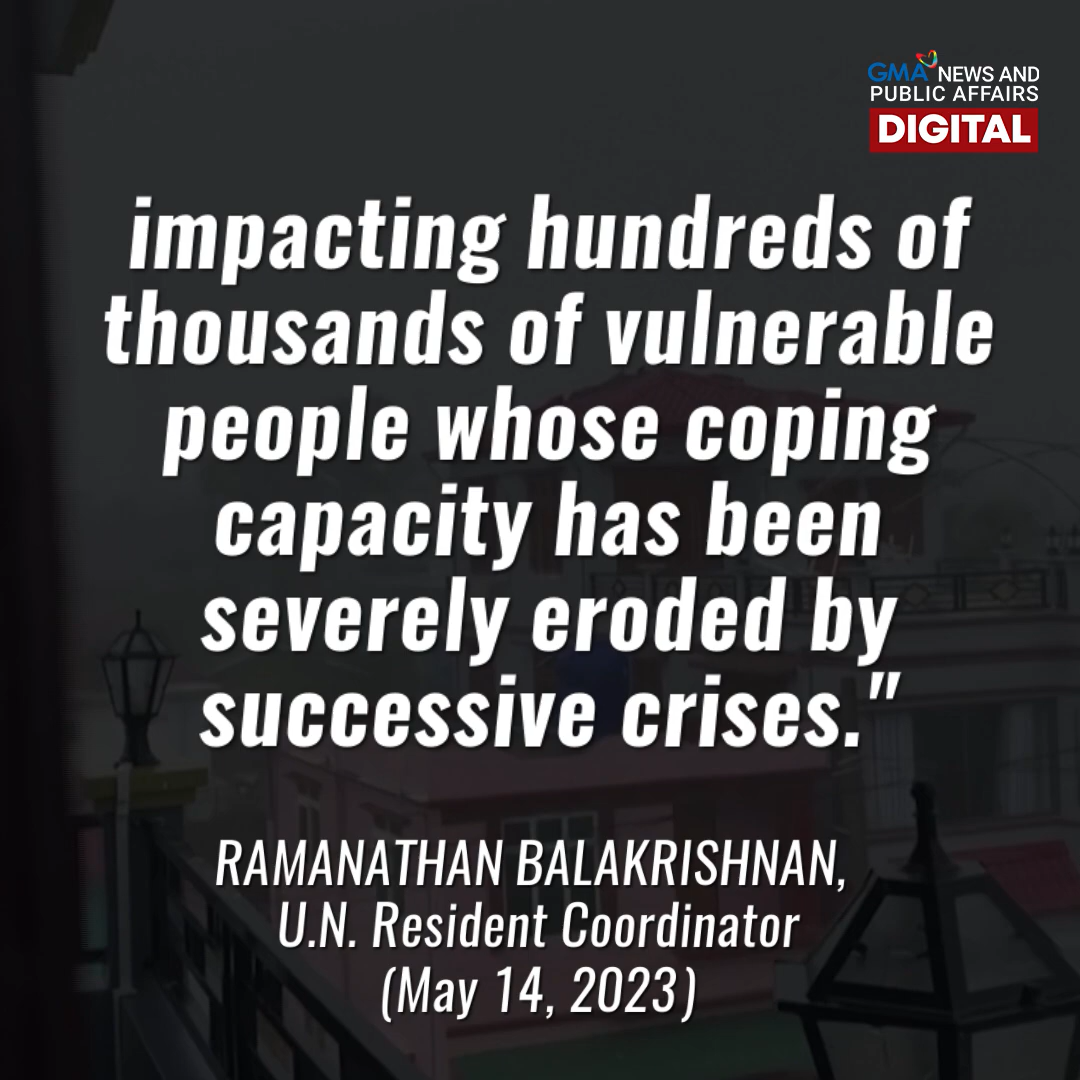 GMA NEWS AND
PUBLIC AFFAIRS
DIGITAL
impacting hundreds of
thousands of vulnerable
people whose coping
capacity has been
severely eroded by
successive crises."
RAMANATHAN BALAKRISHNAN,
U.N. Resident Coordinator
(May 14, 2023)